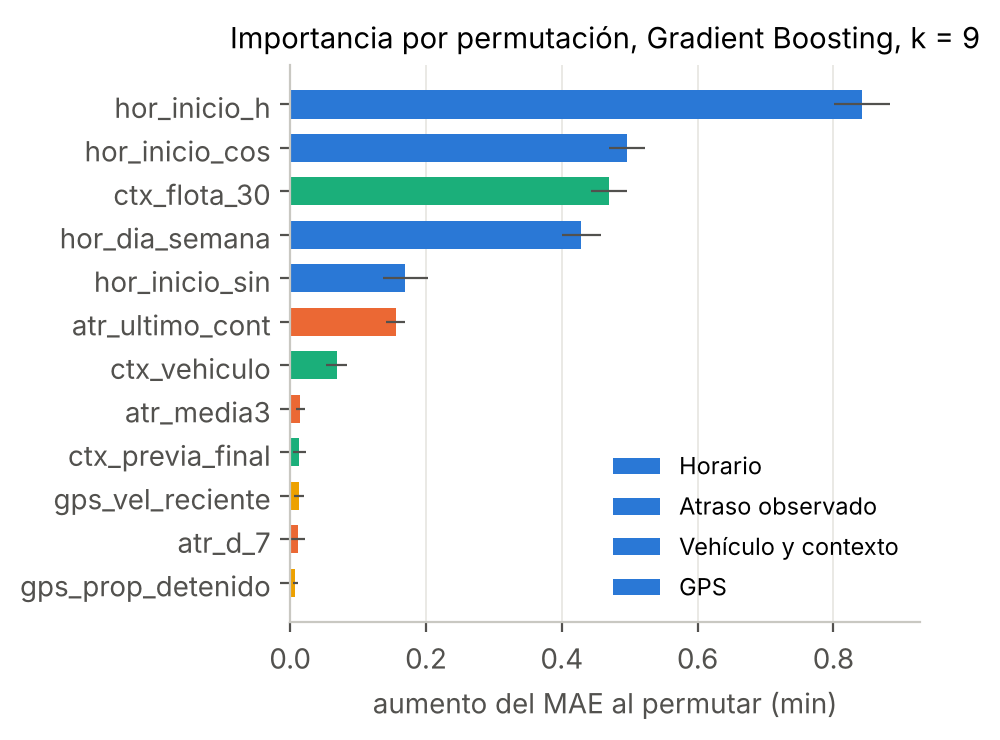 Importancia por permutación, Gradient Boosting, k = 9
hor_inicio_h
hor_inicio_cos
ctx_flota_30
hor_dia_semana
hor_inicio_sin
atr_ultimo_cont
ctx_vehiculo
atr_media3
ctx_previa_final
gps_vel_reciente
atr_d_7
gps_prop_detenido
Horario
Atraso observado
Vehículo y contexto
GPS
0.0 0.2 0.4 0.6 0.8
aumento del MAE al permutar (min)